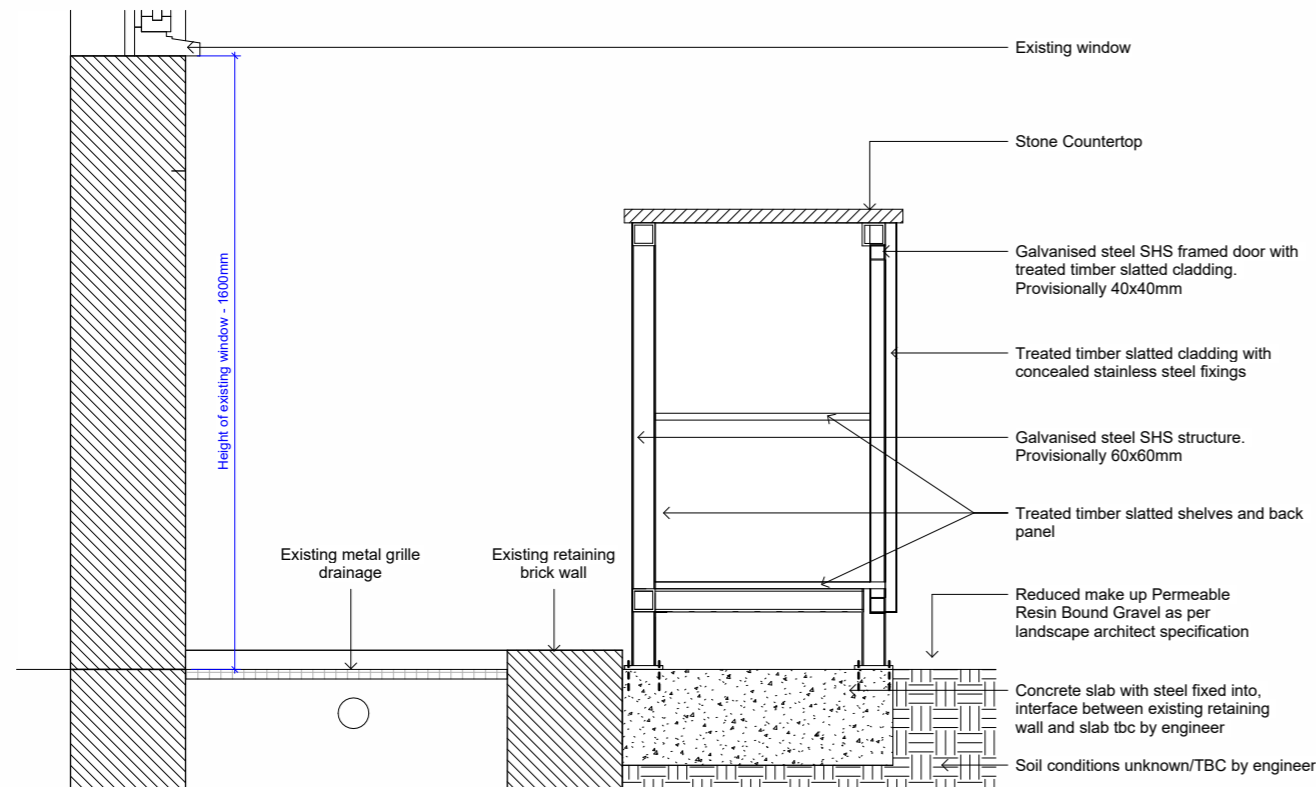 Existing window
Stone Countertop
Galvanised steel SHS framed door with
treated timber slatted cladding.
Provisionally 40x40mm
Height of existing window - 1600mm
Treated timber slatted cladding with
concealed stainless steel fixings
Galvanised steel SHS structure.
Provisionally 60x60mm
Treated timber slatted shelves and back
panel
Existing metal grille
drainage
Existing retaining
brick wall
Reduced make up Permeable
Resin Bound Gravel as per
landscape architect specification
Concrete slab with steel fixed into,
interface between existing retaining
wall and slab tbc by engineer
Soil conditions unknown/TBC by engineer